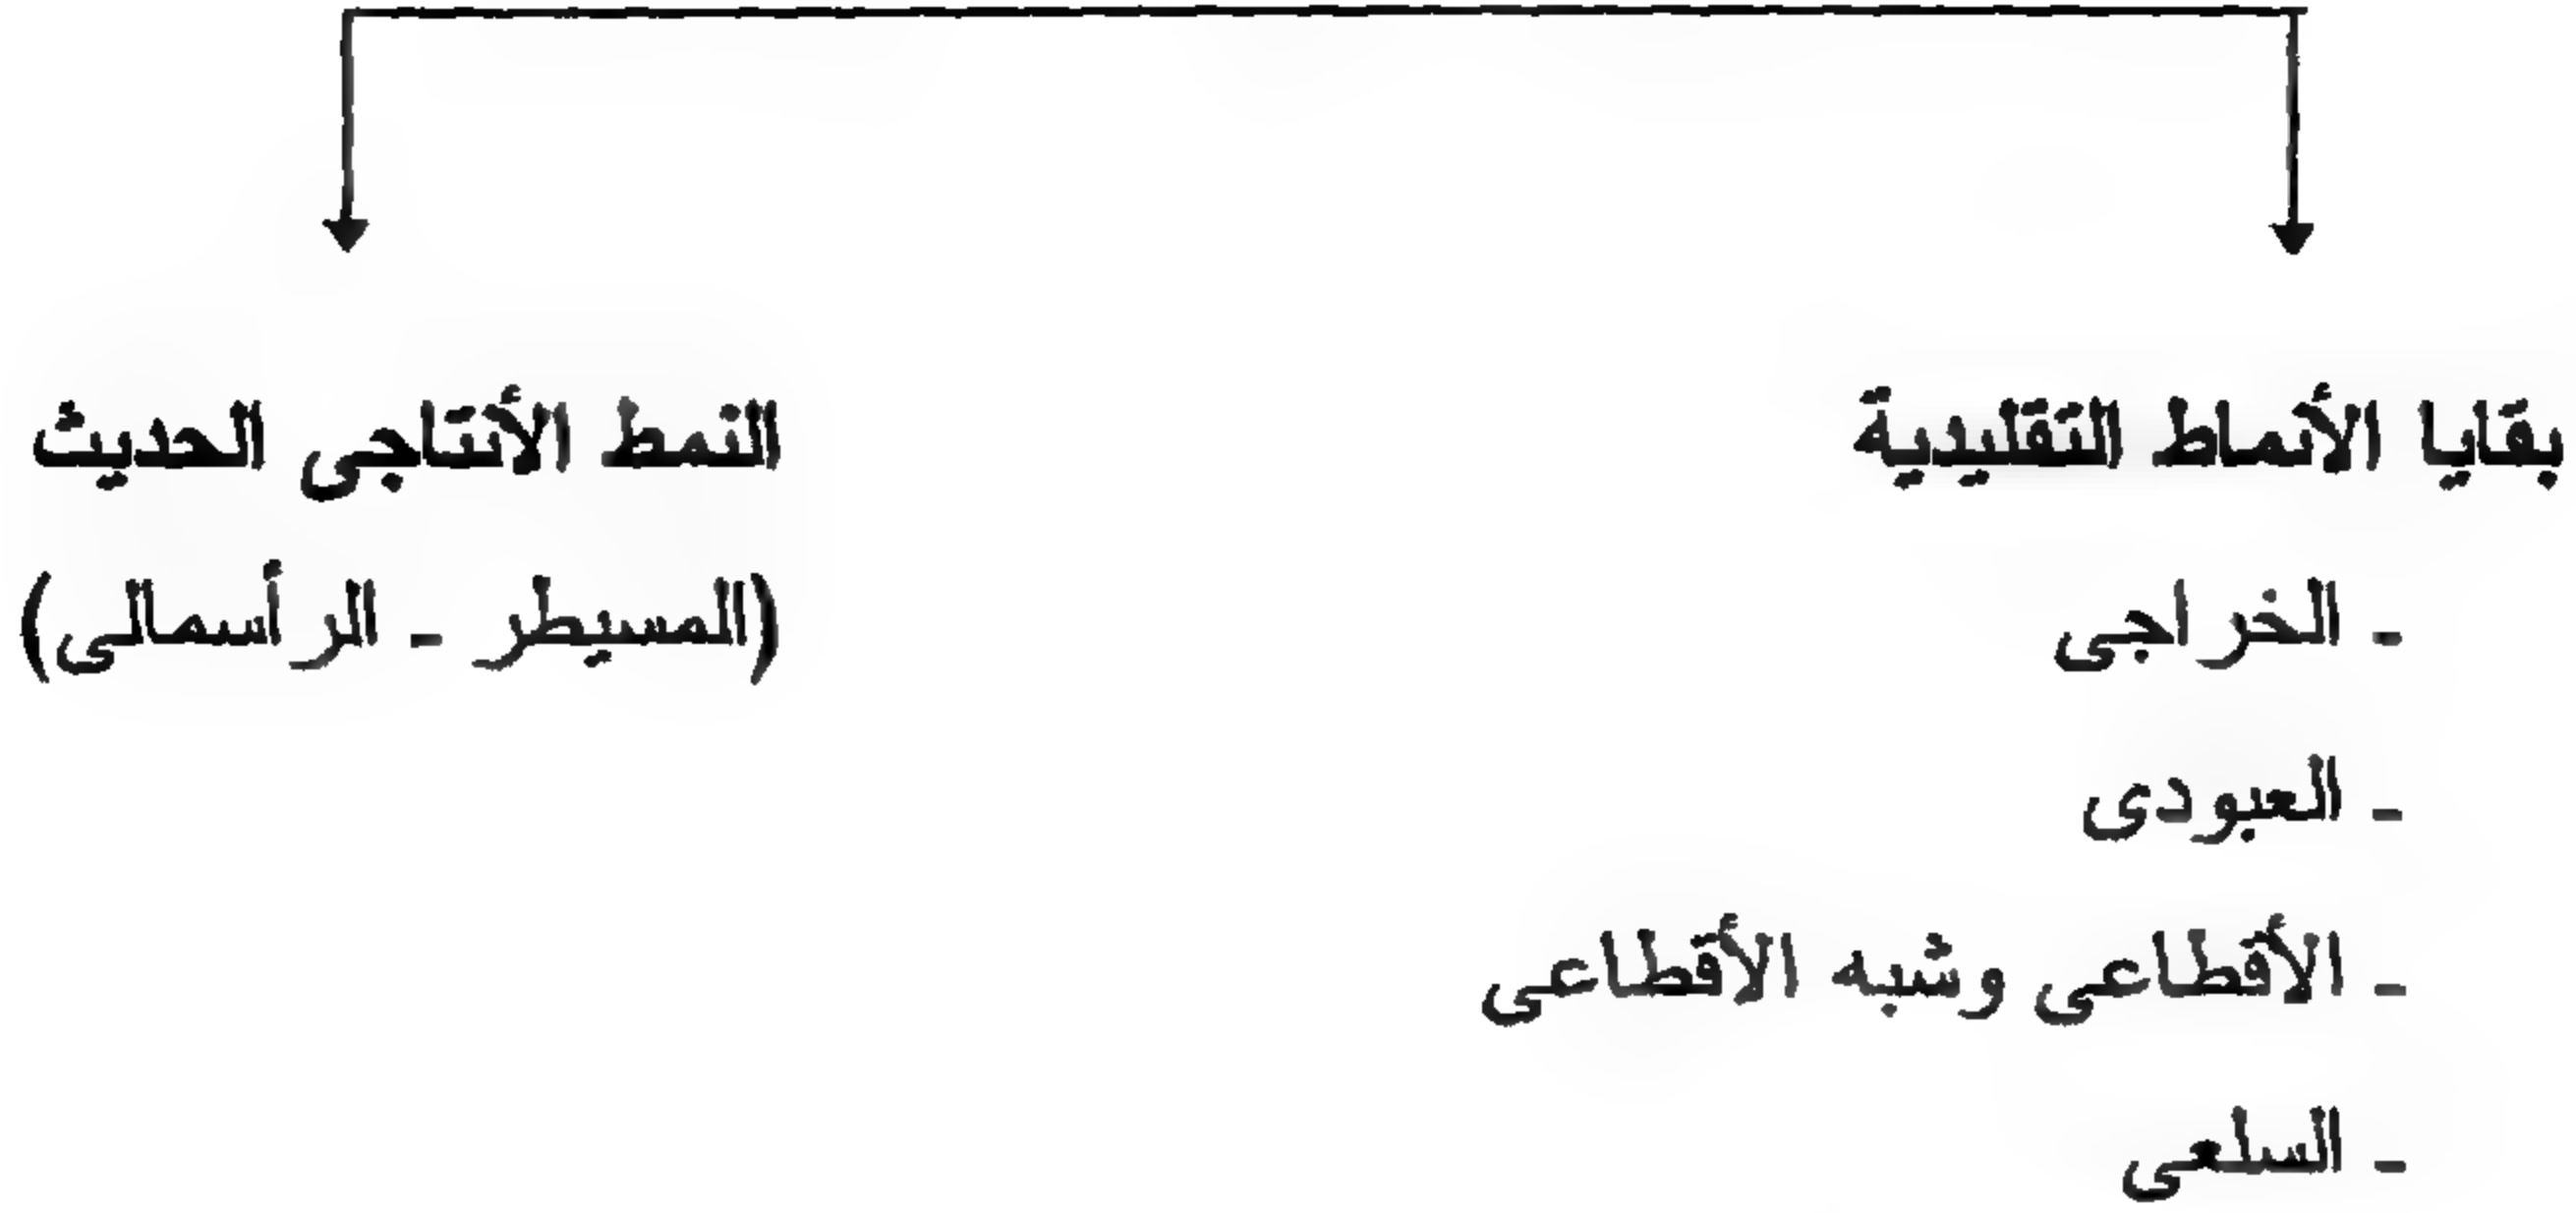 بقايا الأنماط التقليدية
- الخراجى
- العبودى
- الأقطاعى وشبه الأقطاعى
- السلعى
النمط الأنتاجى الحديث
(المسيطر - الرأسمالى)